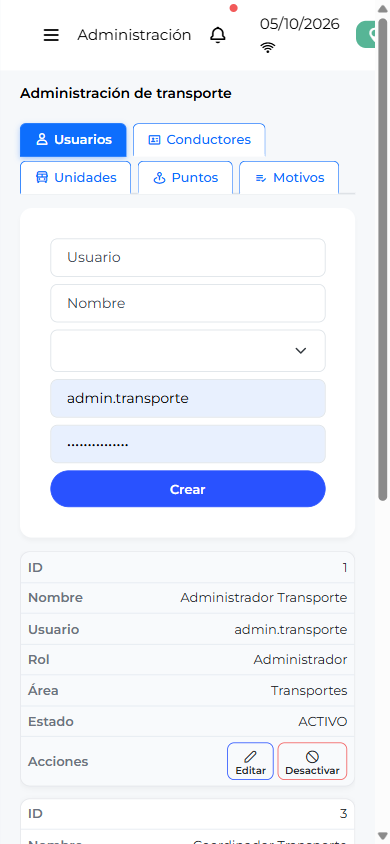 Administración
05/10/2026
Administración de transporte
Usuarios
Conductores
Unidades
Puntos
Motivos
Usuario
Nombre
admin.transporte
···············
Crear
ID 1
Nombre Administrador Transporte
Usuario admin.transporte
Rol Administrador
Área Transportes
Estado ACTIVO
Acciones Editar Desactivar
ID 3
Nombre Coordinador Transporte